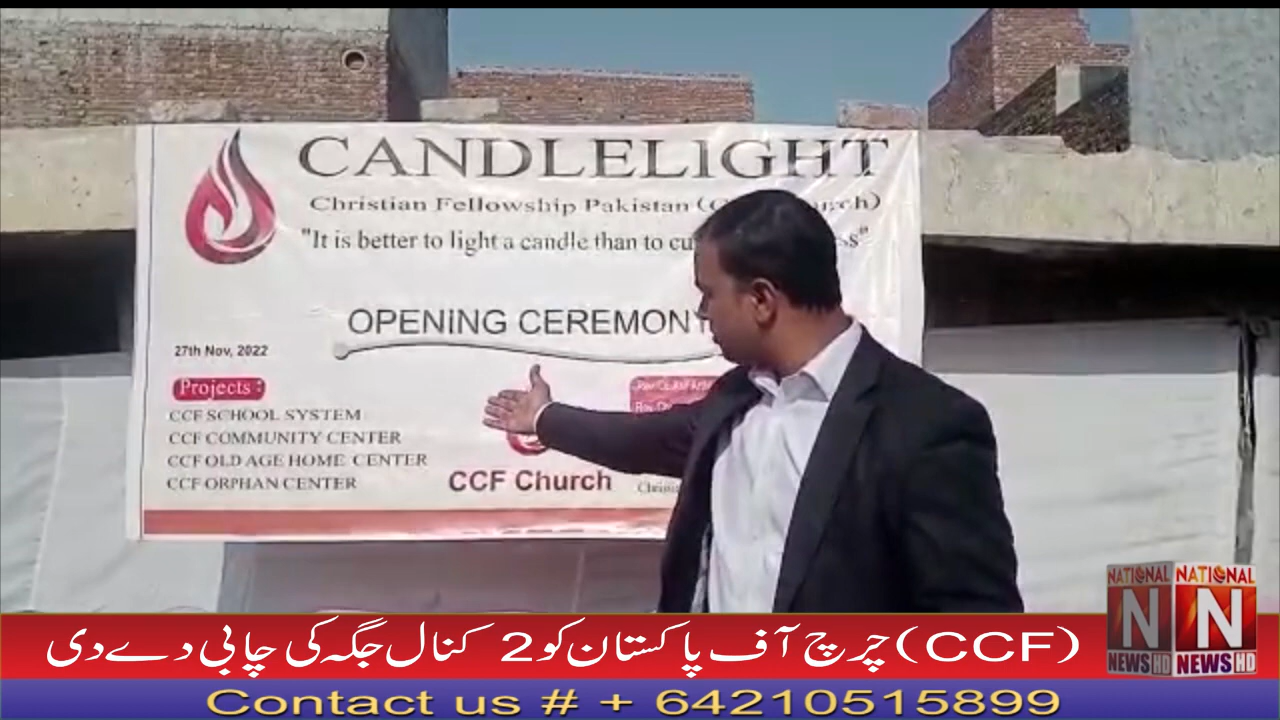 CANDLELIGHT
Christian Fellowship Pakistan
"It is better to light a candle than to
OPENING CEREMONY
27th Nov, 2022
Projects :
CCF SCHOOL SYSTEM
CCF COMMUNITY CENTER
CCF OLD AGE HOME CENTER
CCF ORPHAN CENTER
CCF Church
(CCF) چرچ آف پاکستان کو 2 کنال جگہ کی چابی دے دی
NATIONAL NATIONAL
N N
NEWS HD NEWS HD
Contact us # + 64210515899